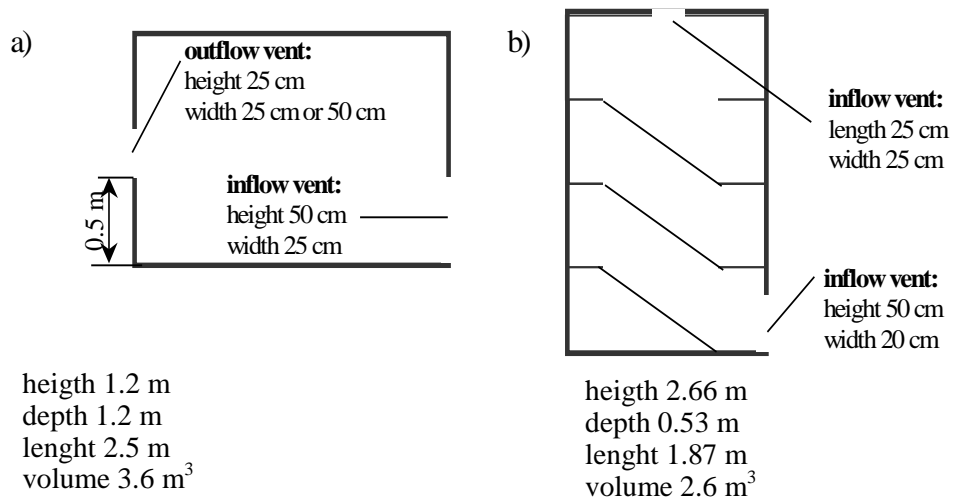 a)
outflow vent:
height 25 cm
width 25 cm or 50 cm
inflow vent:
height 50 cm
width 25 cm
0.5 m
heigth 1.2 m
depth 1.2 m
lenght 2.5 m
volume 3.6 m³
b)
inflow vent:
length 25 cm
width 25 cm
inflow vent:
height 50 cm
width 20 cm
heigth 2.66 m
depth 0.53 m
lenght 1.87 m
volume 2.6 m³